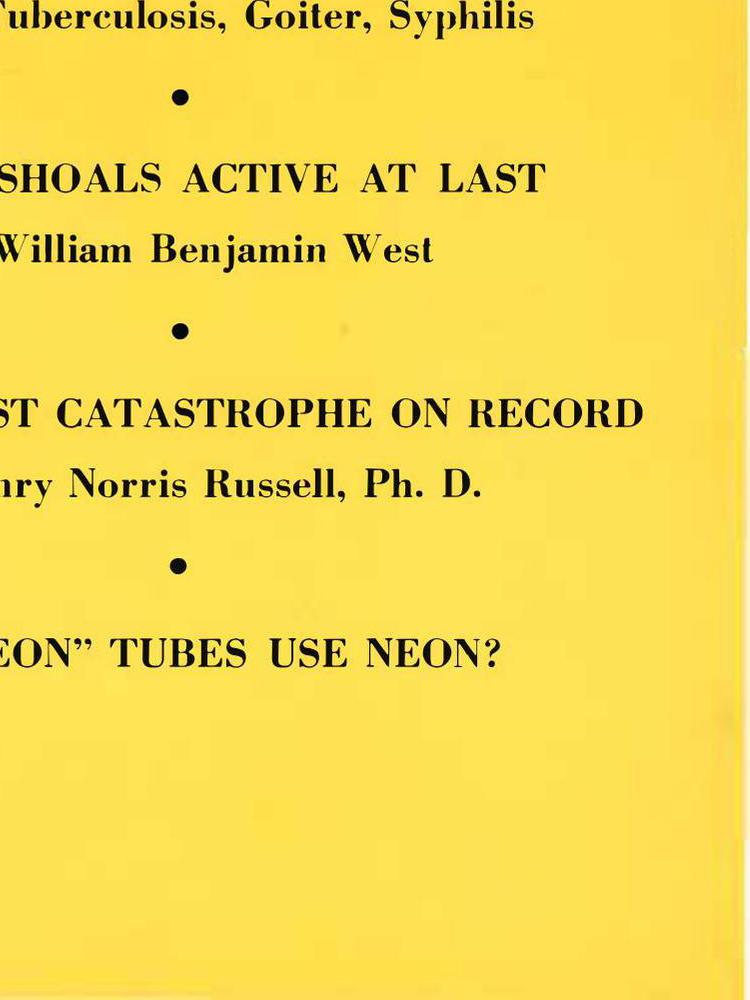 Tuberculosis, Goiter, Syphilis
SHOALS ACTIVE AT LAST
William Benjamin West
ST CATASTROPHE ON RECORD
nry Norris Russell, Ph. D.
EON” TUBES USE NEON?